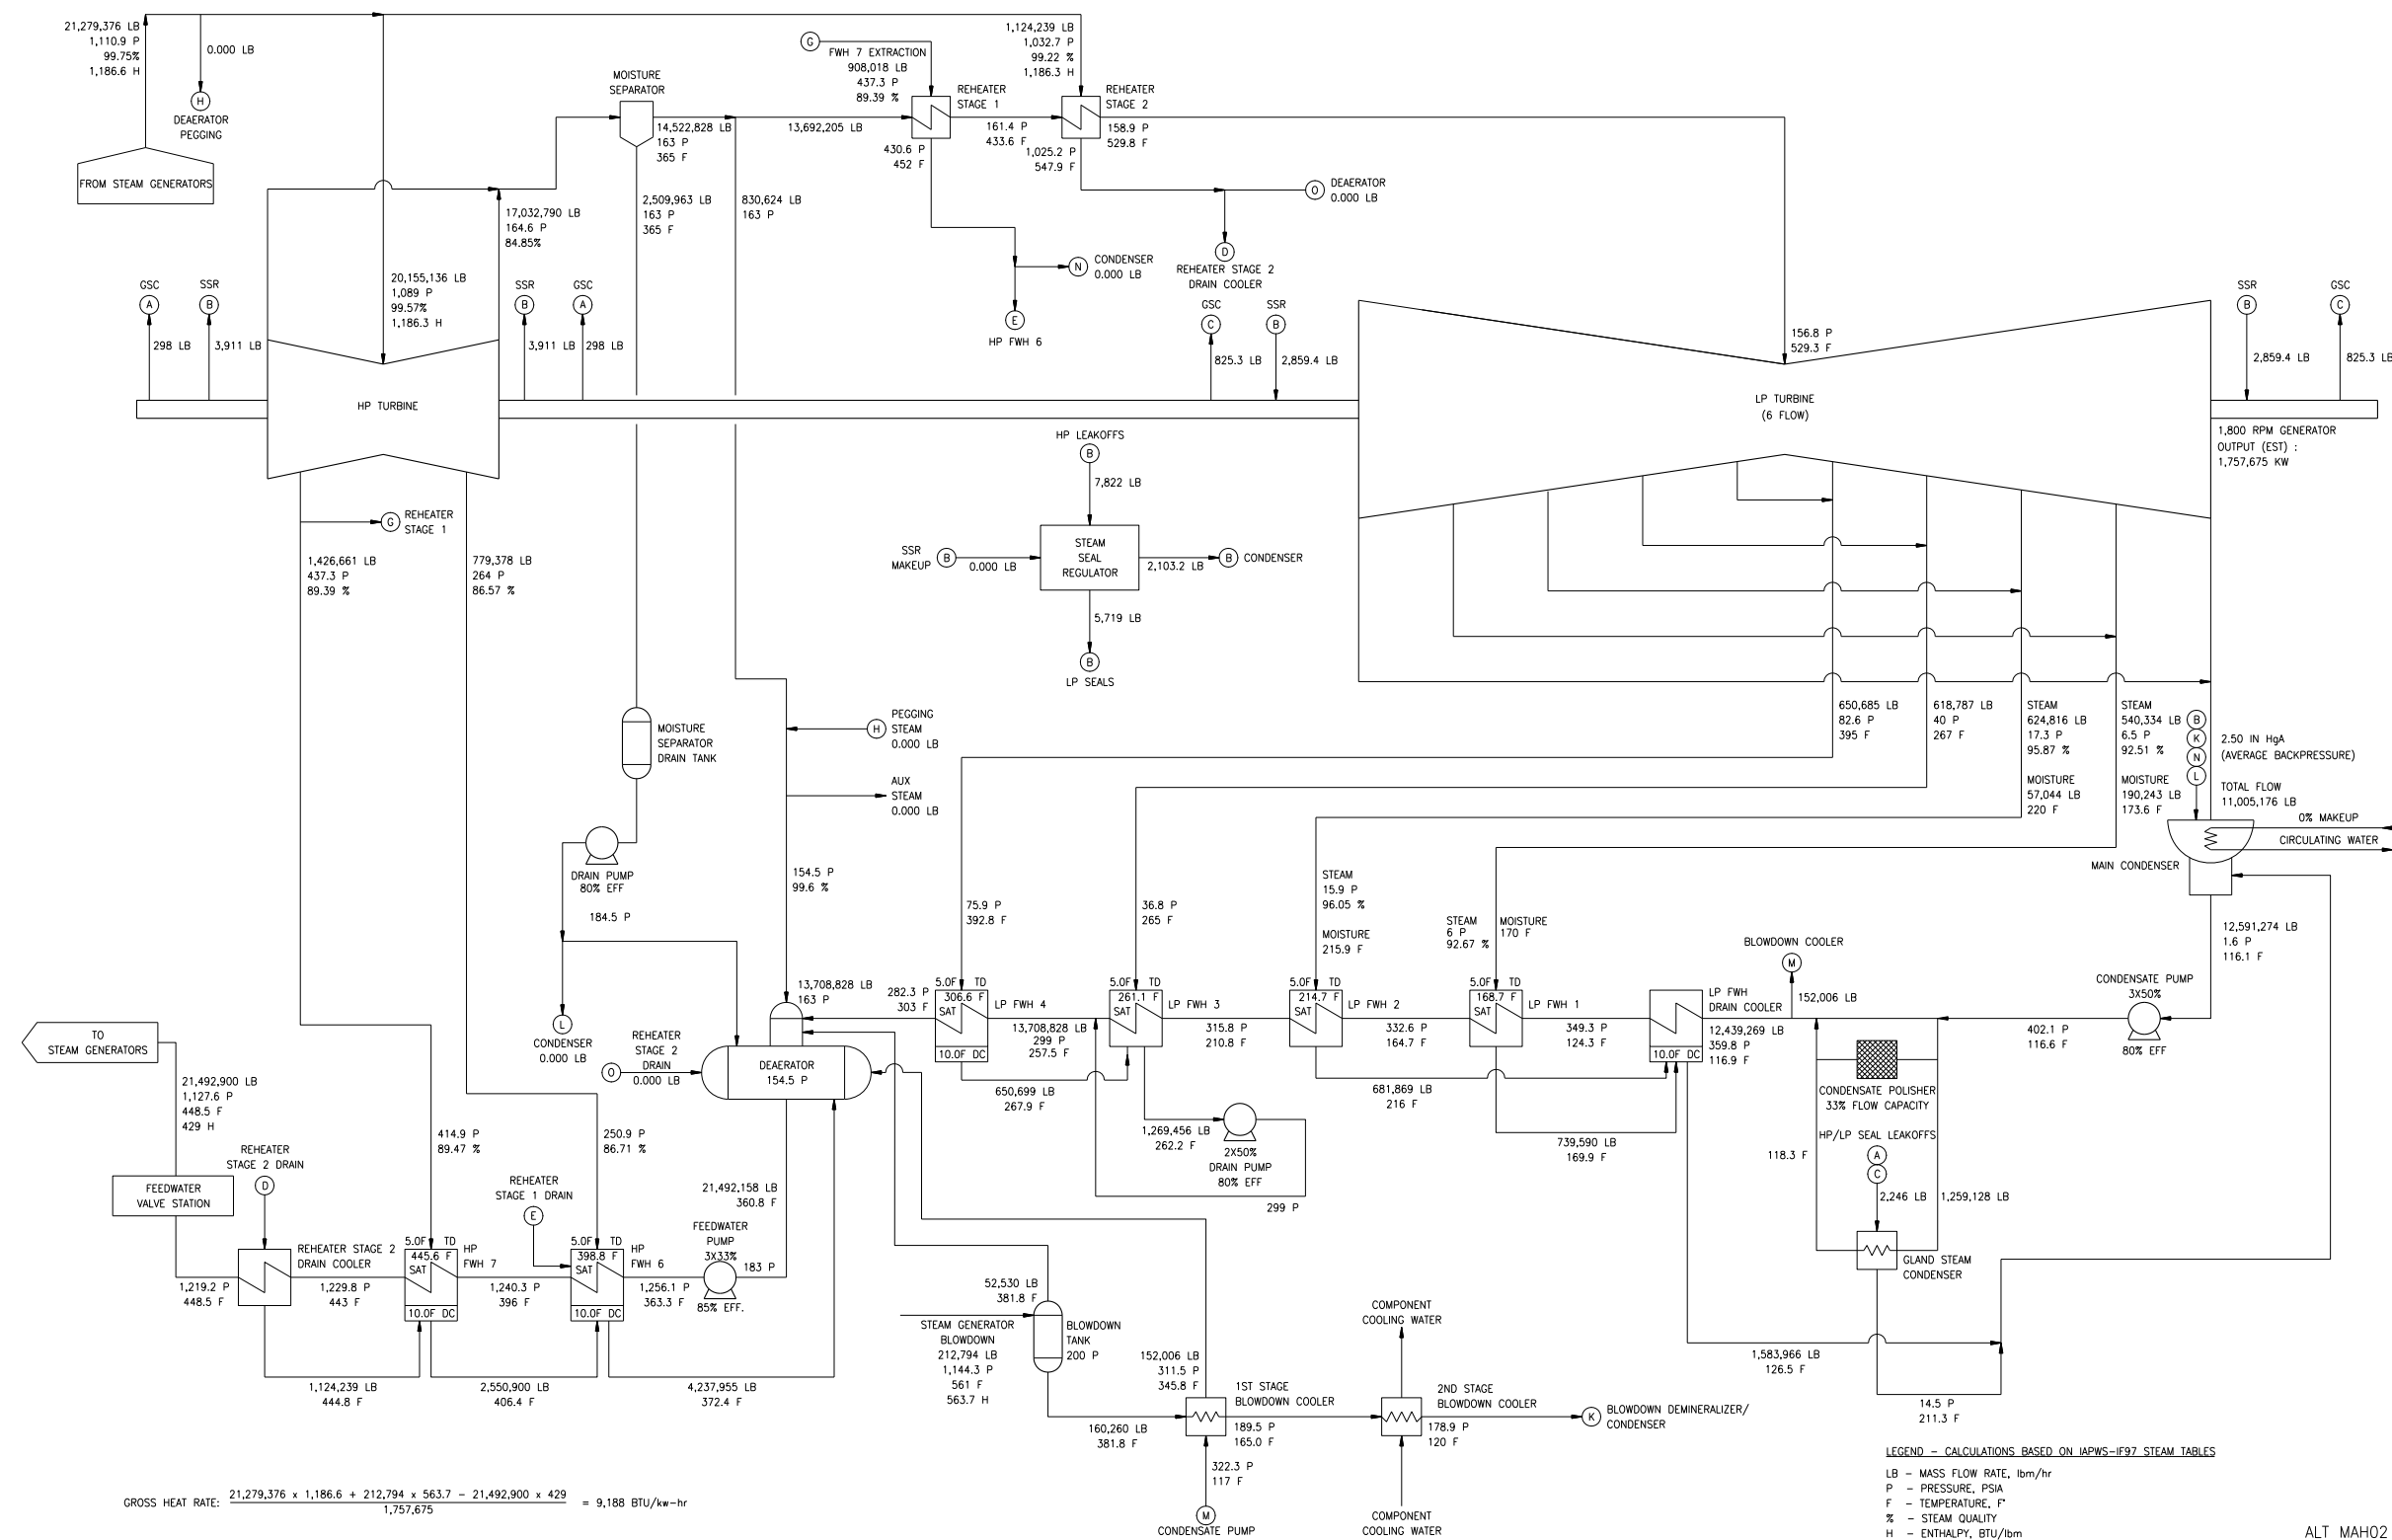 21,279,376 LB
1,110.9 P
99.75%
1,186.6 H
0.000 LB
H
DEAERATOR
PEGGING
FROM STEAM GENERATORS
MOISTURE
SEPARATOR
14,522,828 LB
163 P
365 F
G
FWH 7 EXTRACTION
908,018 LB
437.3 P
89.39 %
13,692,205 LB
REHEATER
STAGE 1
1,124,239 LB
1,032.7 P
99.22 %
1,186.3 H
REHEATER
STAGE 2
161.4 P
433.6 F
158.9 P
529.8 F
430.6 P
452 F
1,025.2 P
547.9 F
O
DEAERATOR
0.000 LB
D
REHEATER STAGE 2
DRAIN COOLER
N
CONDENSER
0.000 LB
E
HP FWH 6
17,032,790 LB
164.6 P
84.85%
2,509,963 LB
163 P
365 F
830,624 LB
163 P
20,155,136 LB
1,089 P
99.57%
1,186.3 H
GSC
A
298 LB
SSR
B
3,911 LB
SSR
B
3,911 LB
GSC
A
298 LB
GSC
C
825.3 LB
SSR
B
2,859.4 LB
156.8 P
529.3 F
SSR
B
2,859.4 LB
GSC
C
825.3 LB
HP TURBINE
LP TURBINE
(6 FLOW)
1,800 RPM GENERATOR
OUTPUT (EST) :
1,757,675 KW
G
REHEATER
STAGE 1
1,426,661 LB
437.3 P
89.39 %
779,378 LB
264 P
86.57 %
HP LEAKOFFS
B
7,822 LB
SSR
MAKEUP
B
0.000 LB
STEAM
SEAL
REGULATOR
2,103.2 LB
B
CONDENSER
5,719 LB
B
LP SEALS
MOISTURE
SEPARATOR
DRAIN TANK
H
PEGGING
STEAM
0.000 LB
AUX
STEAM
0.000 LB
650,685 LB
82.6 P
395 F
618,787 LB
40 P
267 F
STEAM
624,816 LB
17.3 P
95.87 %
MOISTURE
57,044 LB
220 F
STEAM
540,334 LB
6.5 P
92.51 %
MOISTURE
190,243 LB
173.6 F
B
K
N
L
2.50 IN HgA
(AVERAGE BACKPRESSURE)
TOTAL FLOW
11,005,176 LB
0% MAKEUP
CIRCULATING WATER
MAIN CONDENSER
DRAIN PUMP
80% EFF
184.5 P
154.5 P
99.6 %
L
CONDENSER
0.000 LB
75.9 P
392.8 F
36.8 P
265 F
STEAM
15.9 P
96.05 %
MOISTURE
215.9 F
STEAM
6 P
92.67 %
MOISTURE
170 F
BLOWDOWN COOLER
M
152,006 LB
12,591,274 LB
1.6 P
116.1 F
CONDENSATE PUMP
3X50%
80% EFF
402.1 P
116.6 F
13,708,828 LB
163 P
282.3 P
303 F
5.0F TD
306.6 F
SAT
10.0F DC
LP FWH 4
13,708,828 LB
299 P
257.5 F
5.0F TD
261.1 F
SAT
LP FWH 3
315.8 P
210.8 F
5.0F TD
214.7 F
SAT
LP FWH 2
332.6 P
164.7 F
5.0F TD
168.7 F
SAT
LP FWH 1
349.3 P
124.3 F
LP FWH
DRAIN COOLER
10.0F DC
12,439,269 LB
359.8 P
116.9 F
650,699 LB
267.9 F
681,869 LB
216 F
739,590 LB
169.9 F
1,269,456 LB
262.2 F
2X50%
DRAIN PUMP
80% EFF
299 P
CONDENSATE POLISHER
33% FLOW CAPACITY
HP/LP SEAL LEAKOFFS
A
C
2,246 LB
118.3 F
1,259,128 LB
GLAND STEAM
CONDENSER
14.5 P
211.3 F
1,583,966 LB
126.5 F
TO
STEAM GENERATORS
21,492,900 LB
1,127.6 P
448.5 F
429 H
REHEATER
STAGE 2
DRAIN
O
0.000 LB
DEAERATOR
154.5 P
FEEDWATER
VALVE STATION
REHEATER
STAGE 2 DRAIN
D
414.9 P
89.47 %
250.9 P
86.71 %
REHEATER
STAGE 1 DRAIN
E
21,492,158 LB
360.8 F
FEEDWATER
PUMP
3X33%
183 P
85% EFF.
1,219.2 P
448.5 F
REHEATER STAGE 2
DRAIN COOLER
1,229.8 P
443 F
5.0F TD
445.6 F
SAT
10.0F DC
HP
FWH 7
1,240.3 P
396 F
5.0F TD
398.8 F
SAT
10.0F DC
HP
FWH 6
1,256.1 P
363.3 F
1,124,239 LB
444.8 F
2,550,900 LB
406.4 F
4,237,955 LB
372.4 F
52,530 LB
381.8 F
STEAM GENERATOR
BLOWDOWN
212,794 LB
1,144.3 P
561 F
563.7 H
BLOWDOWN
TANK
200 P
152,006 LB
311.5 P
345.8 F
160,260 LB
381.8 F
1ST STAGE
BLOWDOWN COOLER
189.5 P
165.0 F
322.3 P
117 F
M
CONDENSATE PUMP
COMPONENT
COOLING WATER
2ND STAGE
BLOWDOWN COOLER
178.9 P
120 F
COMPONENT
COOLING WATER
K
BLOWDOWN DEMINERALIZER/
CONDENSER
GROSS HEAT RATE: 21,279,376 x 1,186.6 + 212,794 x 563.7 - 21,492,900 x 429
1,757,675
= 9,188 BTU/kw-hr
LEGEND - CALCULATIONS BASED ON IAPWS-IF97 STEAM TABLES
LB - MASS FLOW RATE, lbm/hr
P - PRESSURE, PSIA
F - TEMPERATURE, F°
% - STEAM QUALITY
H - ENTHALPY, BTU/lbm
ALT MAH02